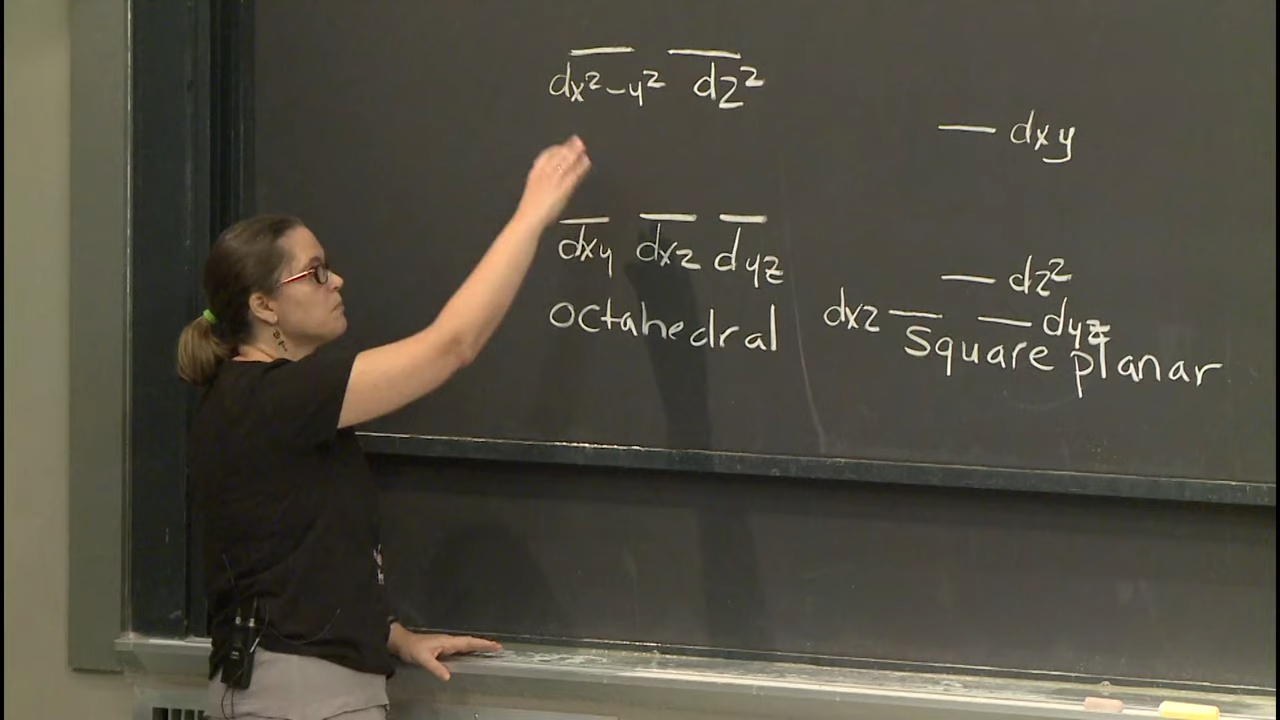 dx²-y² dz²
dxy dxz dyz
octahedral
dxy
dz²
dxz dyz
square planar